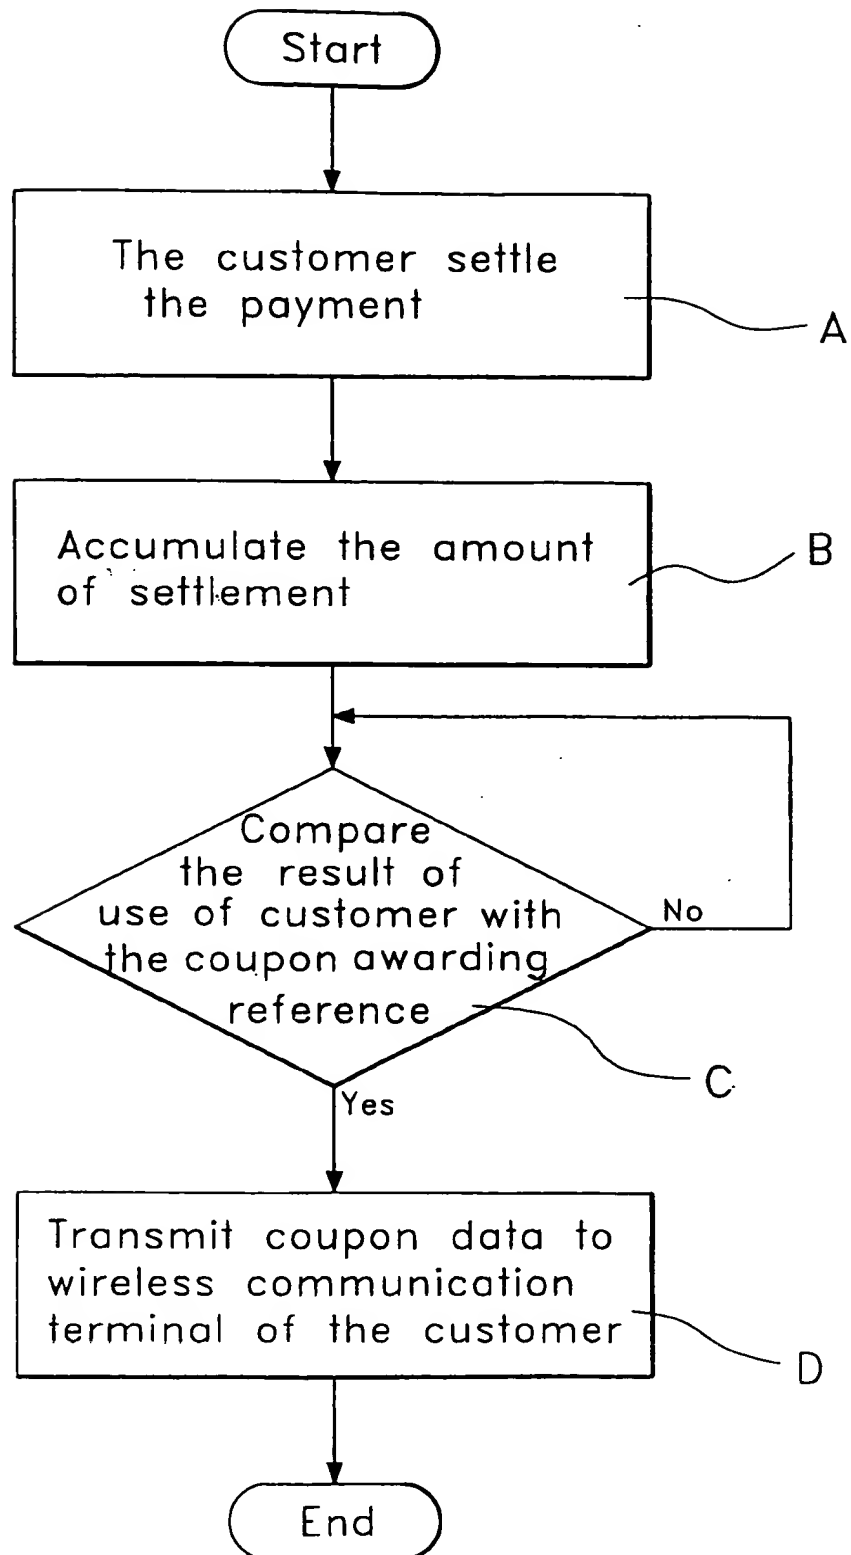 Start
The customer settle
the payment
A
Accumulate the amount
of settlement
B
Compare
the result of
use of customer with
the coupon awarding
reference
No
C
Yes
Transmit coupon data to
wireless communication
terminal of the customer
D
End